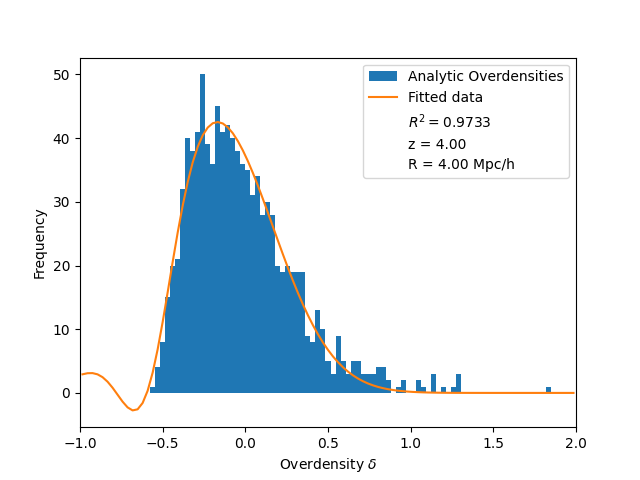 50
40
30
20
10
0
Frequency
Analytic Overdensities
Fitted data
R² = 0.9733
z = 4.00
R = 4.00 Mpc/h
−1.0 −0.5 0.0 0.5 1.0 1.5 2.0
Overdensity δ